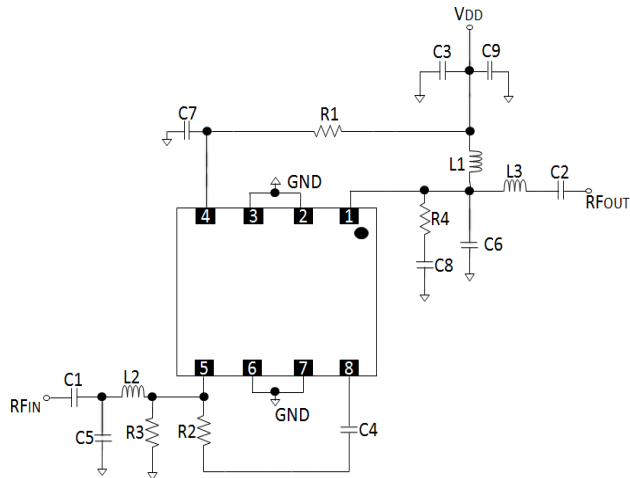 VDD
C3
C9
C7
R1
L1
L3
C2
RFOUT
GND
4
3
2
1
R4
C6
C8
5
6
7
8
C1
L2
RFIN
C5
R3
R2
GND
C4